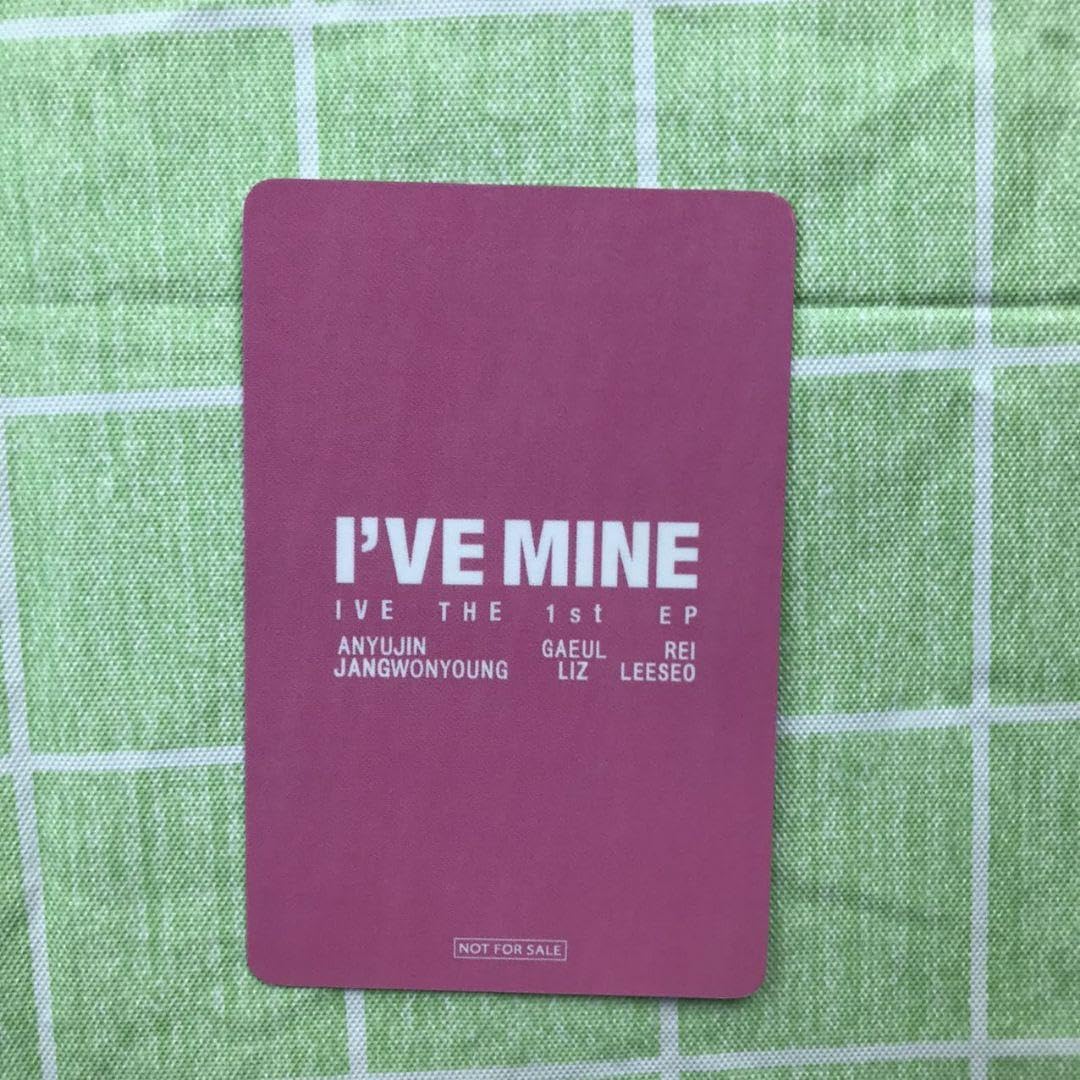 I'VE MINE
IVE THE 1st EP
ANYUJIN GAEUL REI
JANGWONYOUNG LIZ LEESEO
NOT FOR SALE